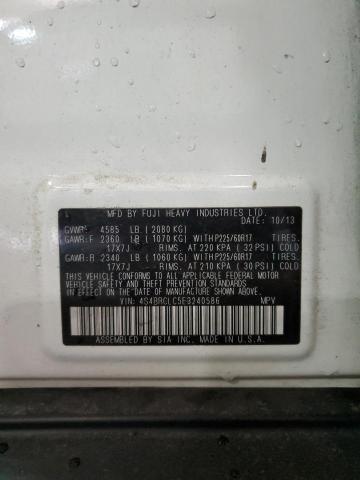 MFD. BY FUJI HEAVY INDUSTRIES LTD.
DATE: 10/13
GVWR: 4585 LB (2080 KG)
GAWR:F 2360 LB (1070 KG) WITH P225/60R17 TIRES.
17X7J RIMS. AT 220 KPA (32 PSI) COLD
GAWR:R 2340 LB (1060 KG) WITH P225/60R17 TIRES.
17X7J RIMS. AT 210 KPA (30 PSI) COLD
THIS VEHICLE CONFORMS TO ALL APPLICABLE
FEDERAL MOTOR VEHICLE SAFETY STANDARDS
IN EFFECT ON THE DATE OF MANUFACTURE SHOWN ABOVE.
VIN: 4S4BRCLC5E3240586 MPV
ASSEMBLED BY SIA INC. MADE IN U.S.A.